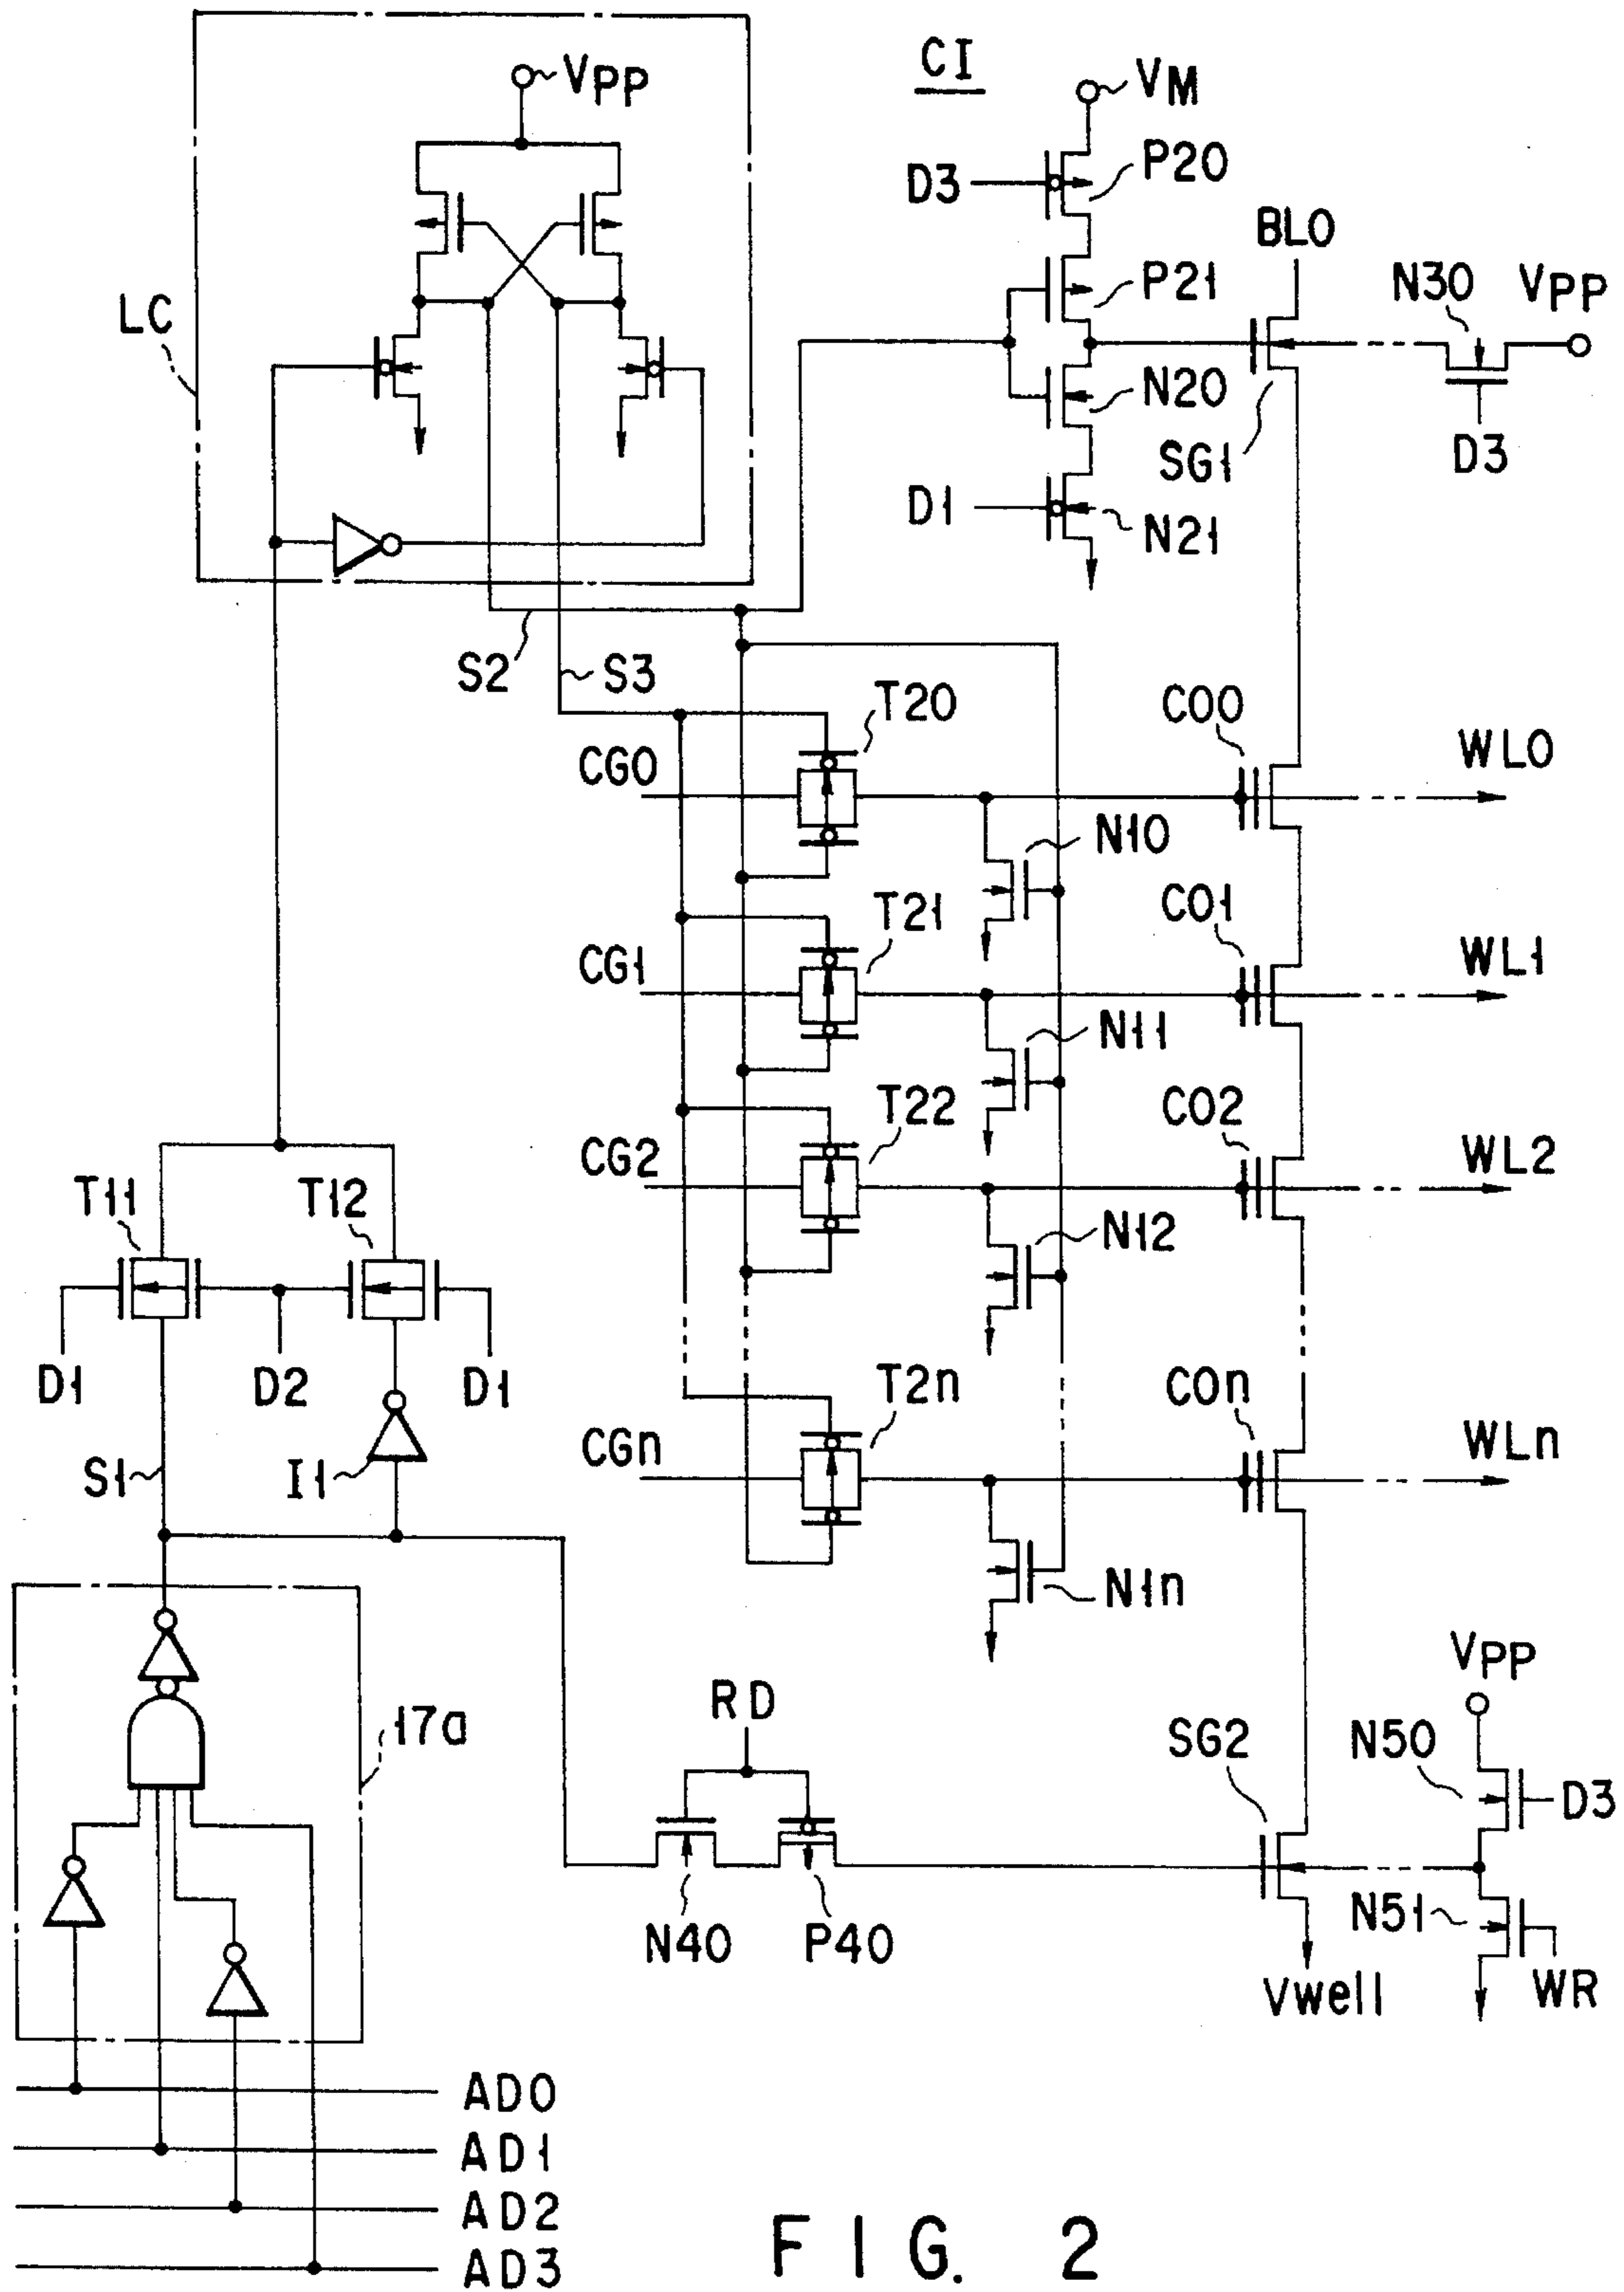 VPP
CI
VM
D3
P20
LC
P21
BL0
N30
VPP
N20
SG1
D3
D1
N21
S2
S3
T20
C00
CG0
WL0
N10
T21
C01
CG1
WL1
N11
T22
C02
CG2
WL2
T11
T12
N12
D1
D2
D1
T2n
C0n
CGn
WLn
S1
I1
N1n
VPP
17a
RD
SG2
N50
D3
N40
P40
N51
WR
Vwell
AD0
AD1
AD2
AD3
FIG. 2